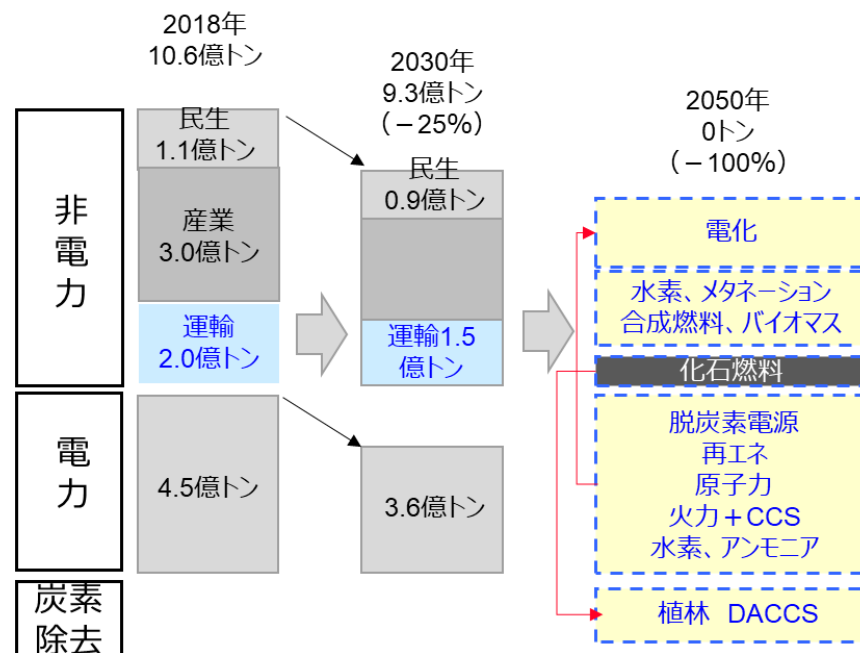 2018年
10.6億トン
2030年
9.3億トン
(－25%)
2050年
0トン
(－100%)
非電力
民生
1.1億トン
産業
3.0億トン
運輸
2.0億トン
民生
0.9億トン
運輸1.5
億トン
電化
水素、メタネーション
合成燃料、バイオマス
化石燃料
電力
4.5億トン
3.6億トン
脱炭素電源
再エネ
原子力
火力＋CCS
水素、アンモニア
炭素
除去
植林 DACCS